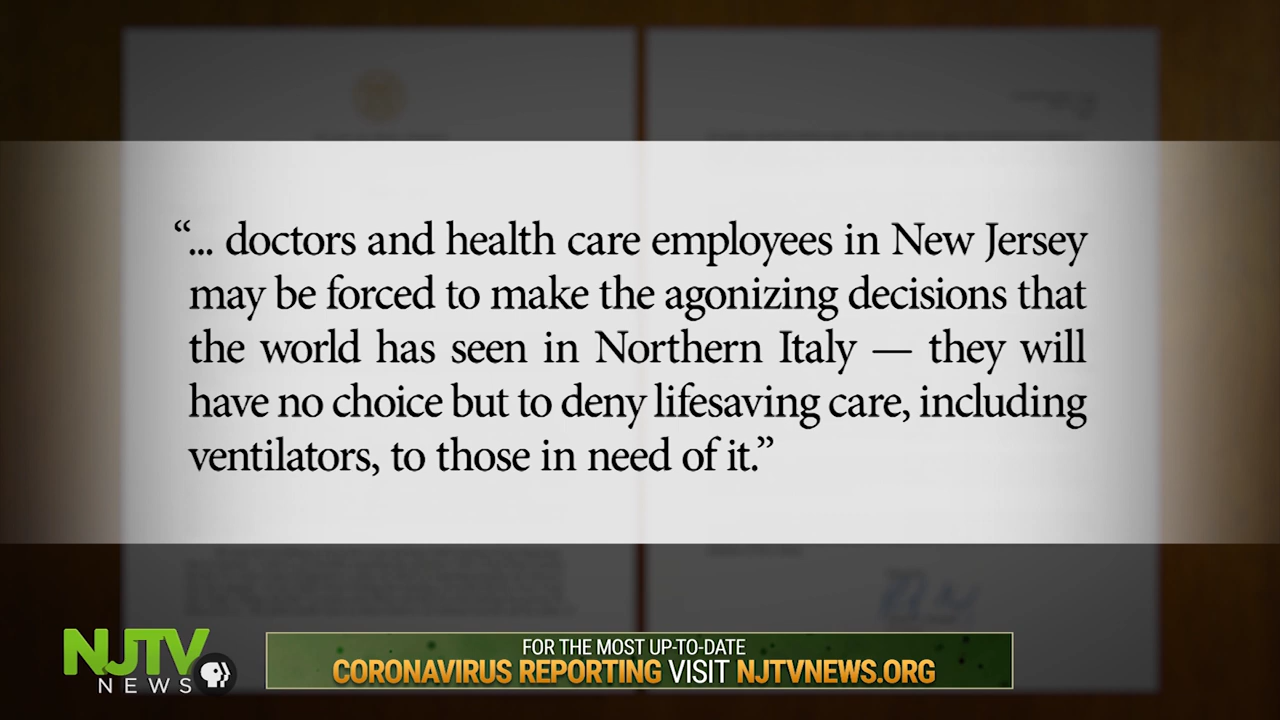 “... doctors and health care employees in New Jersey
may be forced to make the agonizing decisions that
the world has seen in Northern Italy — they will
have no choice but to deny lifesaving care, including
ventilators, to those in need of it.”
NJTV
NEWS
FOR THE MOST UP-TO-DATE
CORONAVIRUS REPORTING VISIT NJTVNEWS.ORG